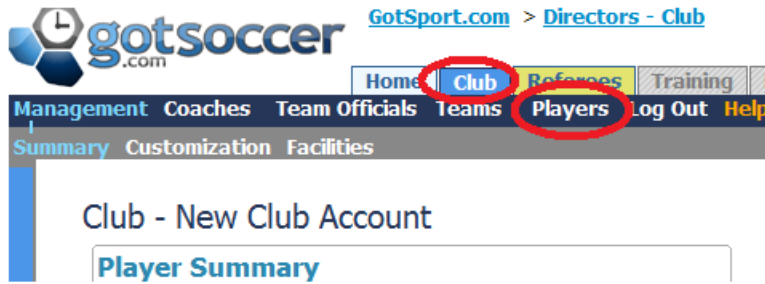 GotSport.com > Directors - Club
gotsoccer
.com
Home Club Referees Training
Management Coaches Team Officials Teams Players Log Out Help
Summary Customization Facilities
Club - New Club Account
Player Summary